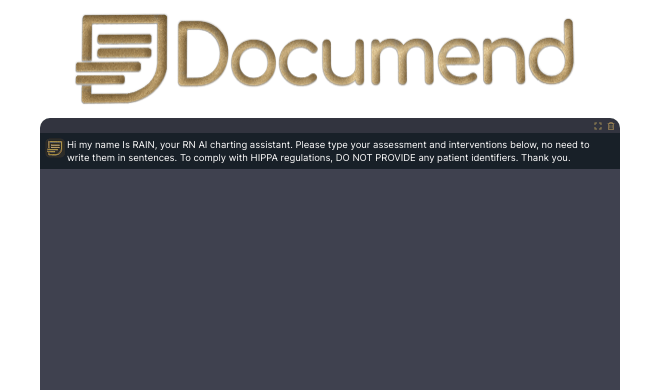 Documend
Hi my name Is RAIN, your RN AI charting assistant. Please type your assessment and interventions below, no need to
write them in sentences. To comply with HIPPA regulations, DO NOT PROVIDE any patient identifiers. Thank you.